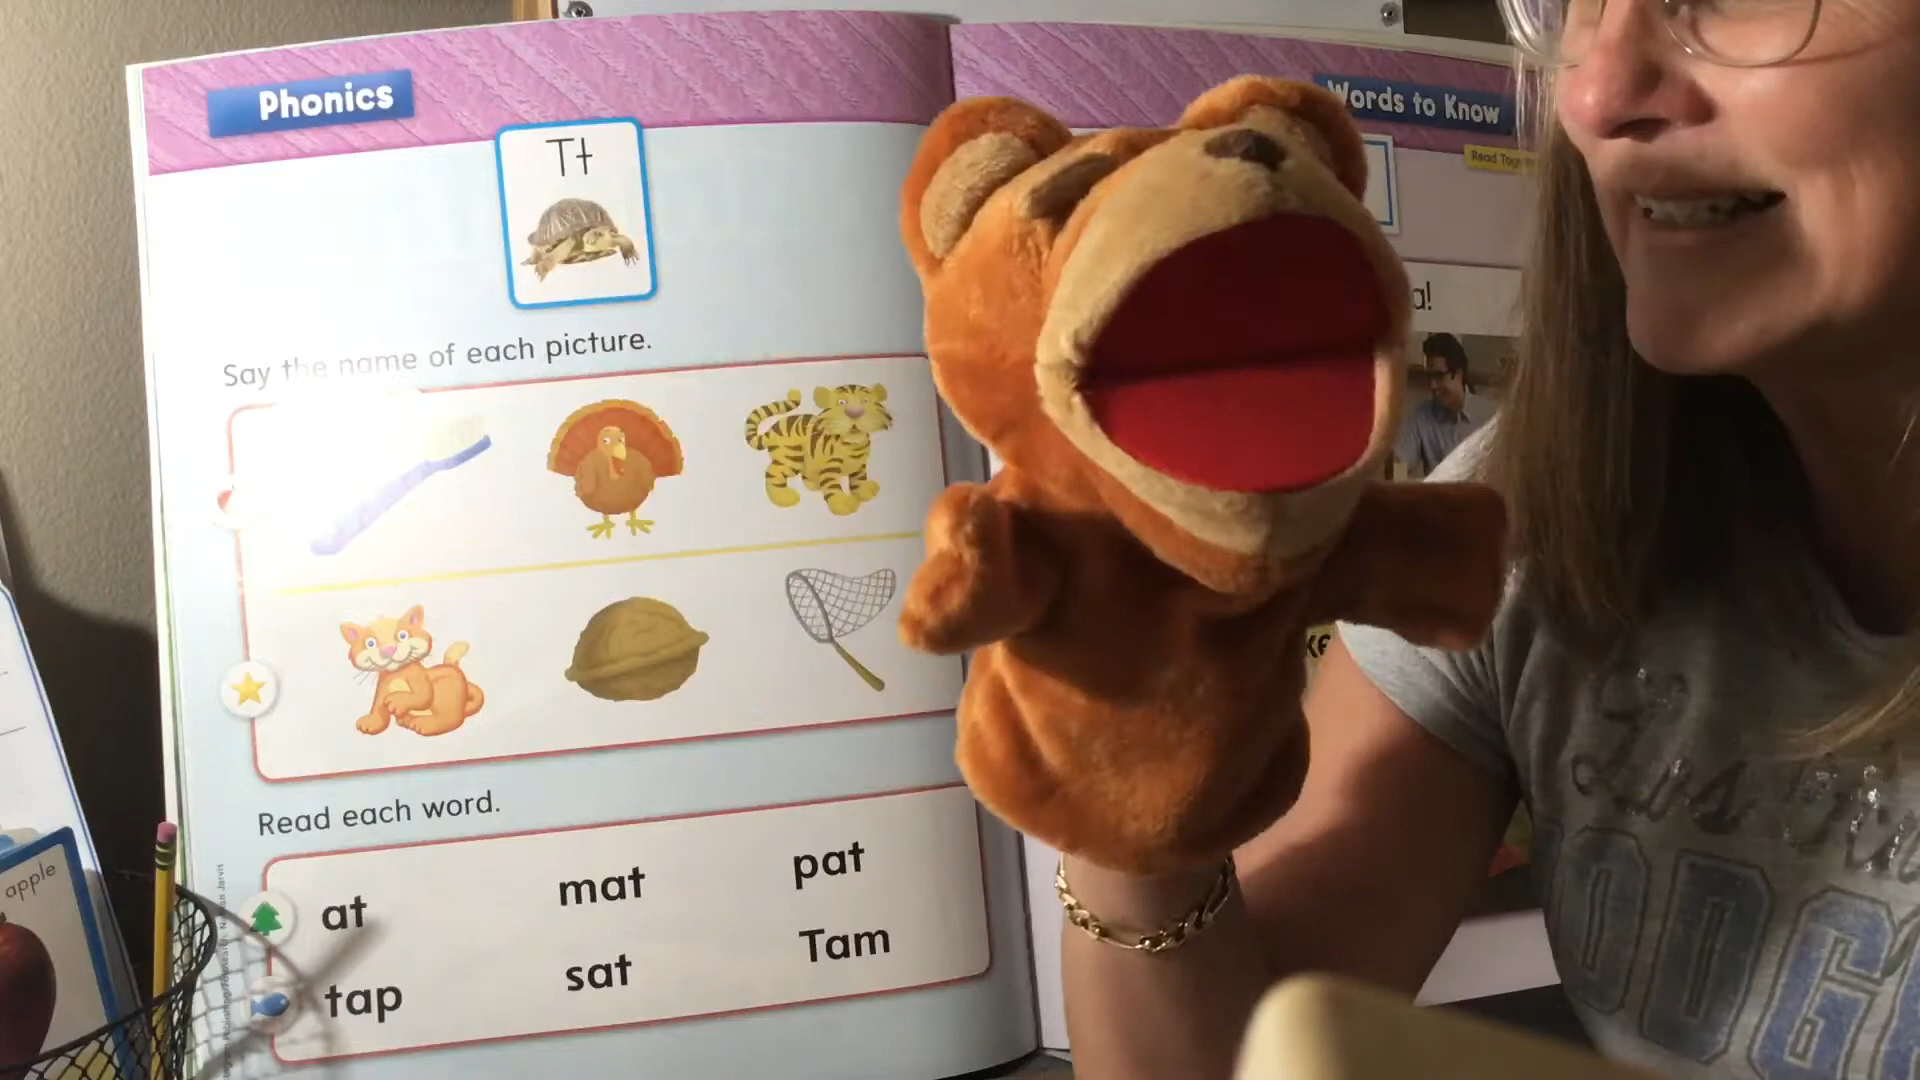 Phonics
Tt
Say the name of each picture.
Read each word.
at mat pat
tap sat Tam
Words to Know
Read
a!
apple